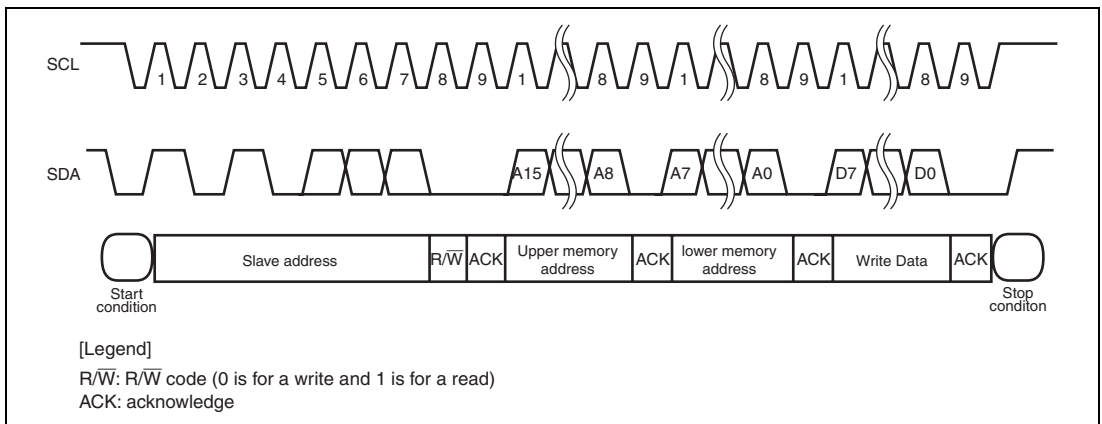 SCL
1 2 3 4 5 6 7 8 9 1 8 9 1 8 9 1 8 9
SDA
A15 A8 A7 A0 D7 D0
Slave address R/W̅ ACK Upper memory address ACK lower memory address ACK Write Data ACK
Start condition
Stop conditon
[Legend]
R/W̅: R/W̅ code (0 is for a write and 1 is for a read)
ACK: acknowledge